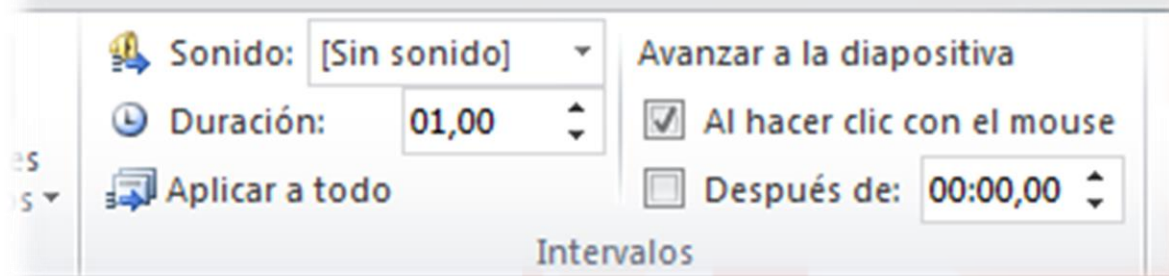 Sonido: [Sin sonido]
Duración: 01,00
Aplicar a todo
Avanzar a la diapositiva
Al hacer clic con el mouse
Después de: 00:00,00
Intervalos